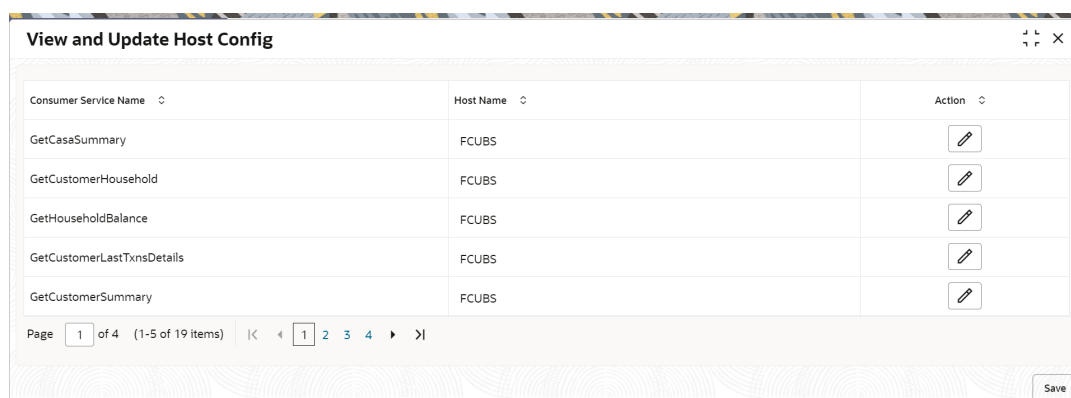 View and Update Host Config
Consumer Service Name Host Name Action
GetCasaSummary FCUBS
GetCustomerHousehold FCUBS
GetHouseholdBalance FCUBS
GetCustomerLastTxnsDetails FCUBS
GetCustomerSummary FCUBS
Page 1 of 4 (1-5 of 19 items) 1 2 3 4
Save